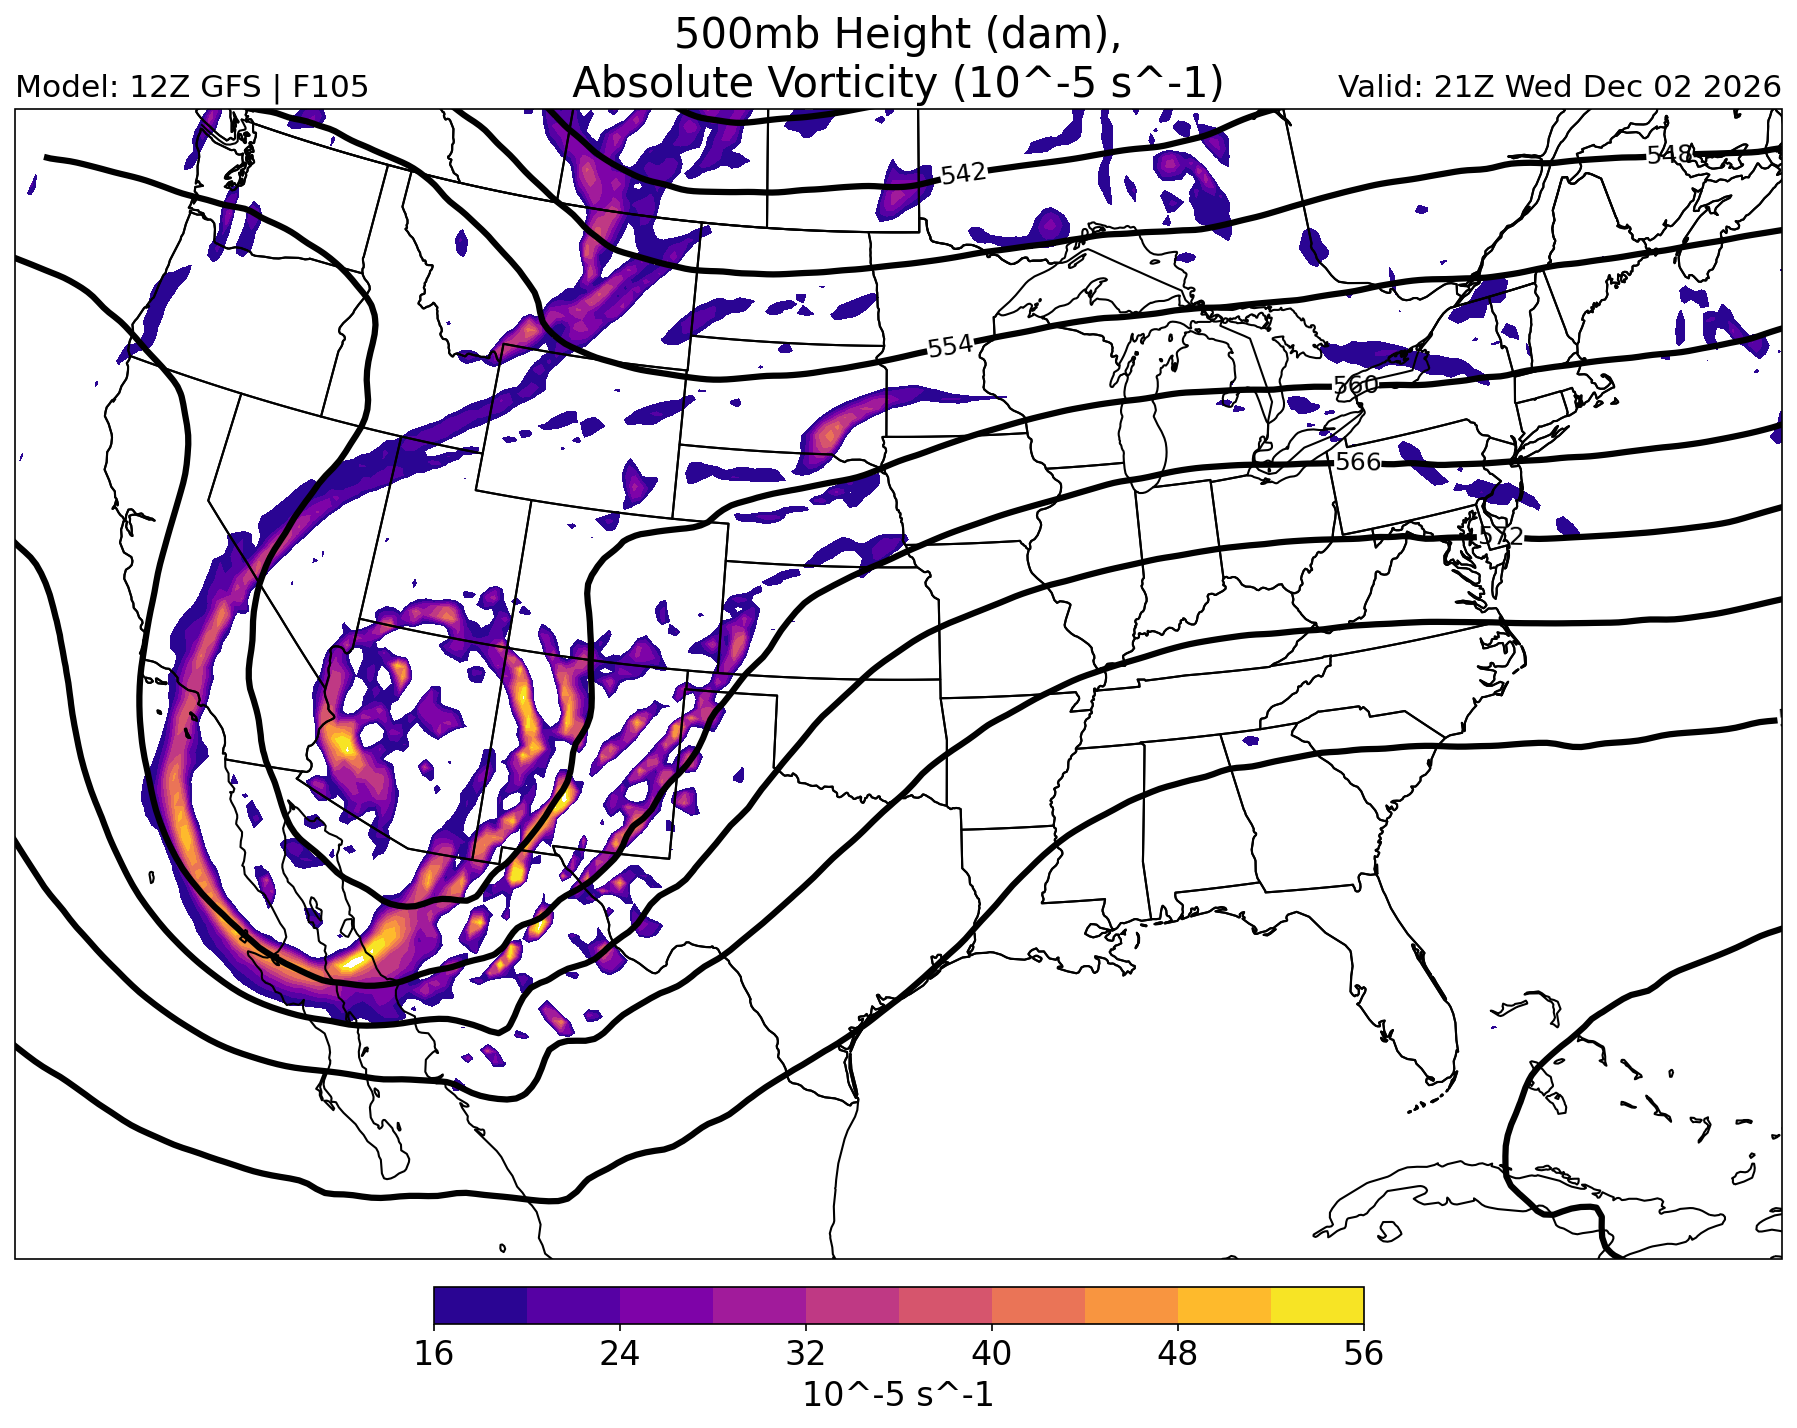 500mb Height (dam),
Model: 12Z GFS | F105
Absolute Vorticity (10^-5 s^-1)
Valid: 21Z Wed Dec 02 2026
548
542
554
560
566
572
16
24
32
40
48
56
10^-5 s^-1